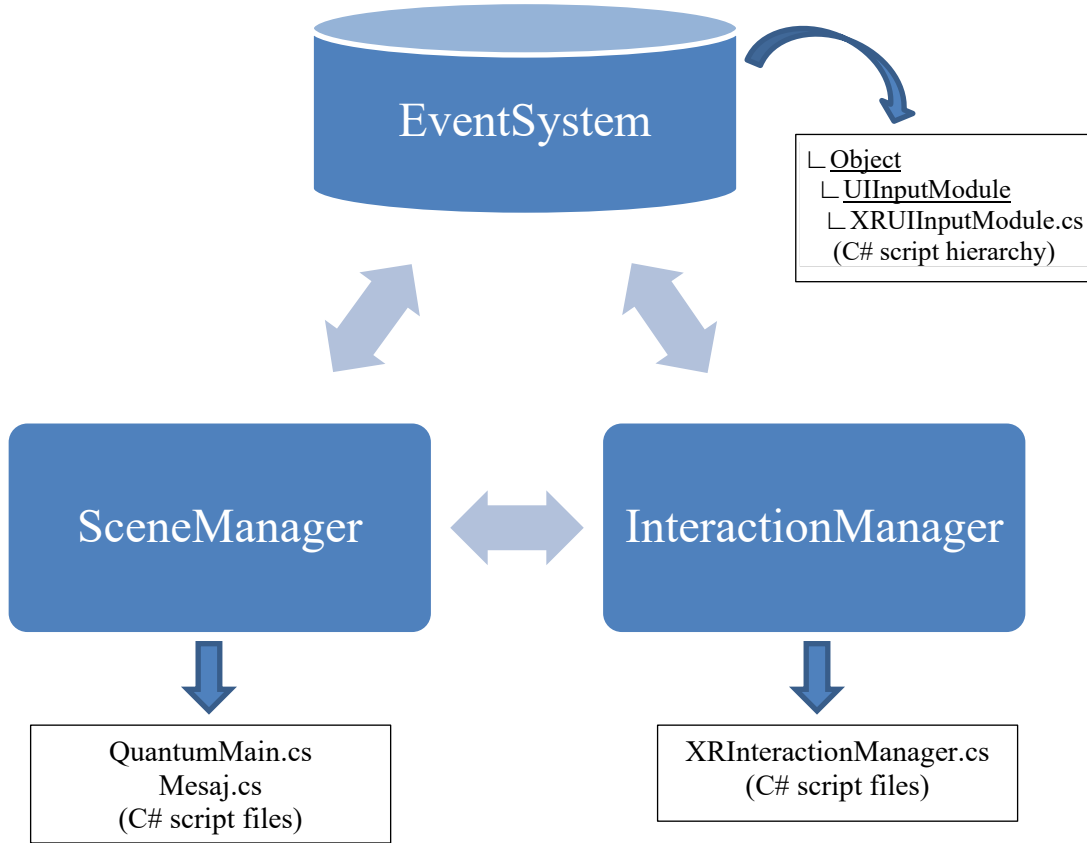 EventSystem
∟Object
∟UIInputModule
∟XRUIInputModule.cs
(C# script hierarchy)
SceneManager
InteractionManager
QuantumMain.cs
Mesaj.cs
(C# script files)
XRInteractionManager.cs
(C# script files)